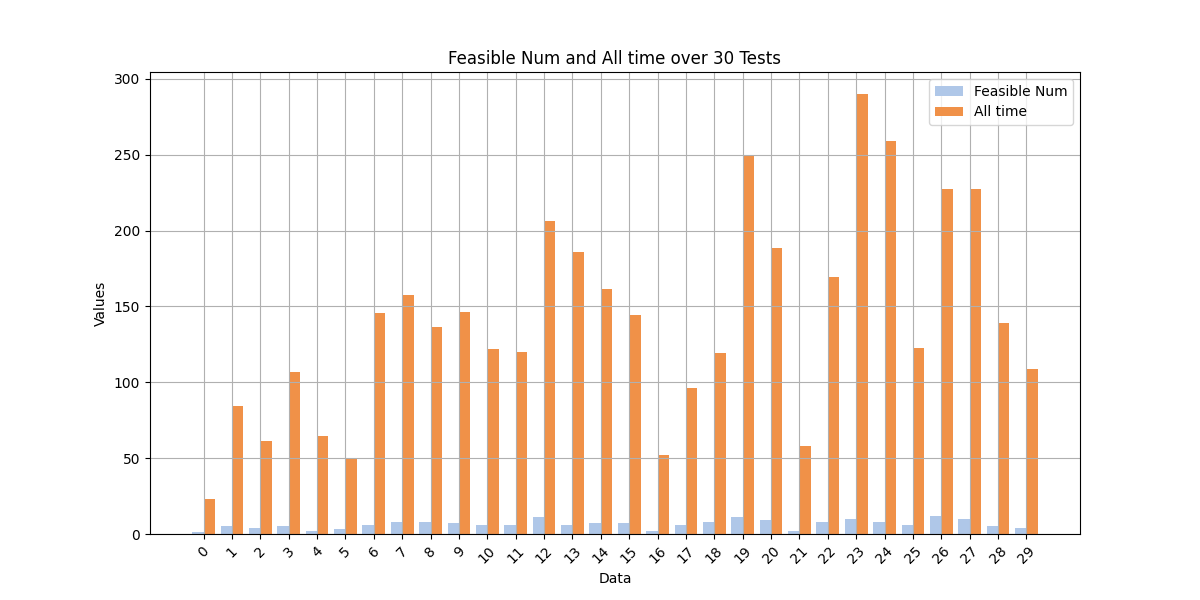 Feasible Num and All time over 30 Tests
Feasible Num
All time
300
250
200
150
100
50
0
Values
0 1 2 3 4 5 6 7 8 9 10 11 12 13 14 15 16 17 18 19 20 21 22 23 24 25 26 27 28 29
Data